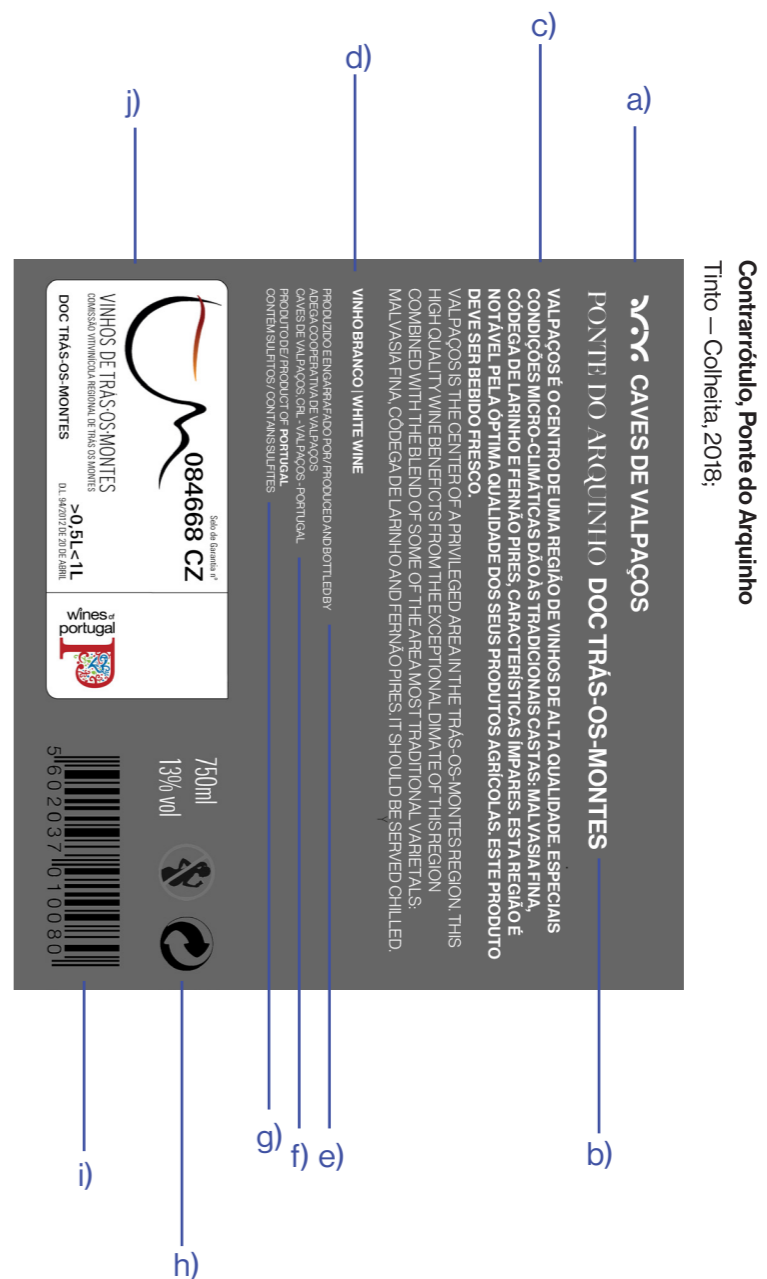 Contrarrótulo, Ponte do Arquinho
Tinto — Colheita, 2018;
a)
CAVES DE VALPAÇOS
PONTE DO ARQUINHO DOC TRÁS-OS-MONTES
b)
c)
VALPAÇOS É O CENTRO DE UMA REGIÃO DE VINHOS DE ALTA QUALIDADE. ESPECIAIS
CONDIÇÕES MICRO-CLIMÁTICAS DÃO ÀS TRADICIONAIS CASTAS: MALVASIA FINA,
CÓDEGA DE LARINHO E FERNÃO PIRES, CARACTERÍSTICAS ÍMPARES. ESTA REGIÃO É
NOTÁVEL PELA ÓPTIMA QUALIDADE DOS SEUS PRODUTOS AGRÍCOLAS. ESTE PRODUTO
DEVE SER BEBIDO FRESCO.
VALPAÇOS IS THE CENTER OF A PRIVILEGED AREA IN THE TRÁS-OS-MONTES REGION. THIS
HIGH QUALITY WINE BENEFICTS FROM THE EXCEPTIONAL DIMATE OF THIS REGION
COMBINED WITH THE BLEND OF SOME OF THE AREA MOST TRADITIONAL VARIETALS:
MALVASIA FINA, CÓDEGA DE LARINHO AND FERNÃO PIRES. IT SHOULD BE SERVED CHILLED.
d)
VINHO BRANCO | WHITE WINE
PRODUZIDO E ENGARRAFADO POR/ PRODUCED AND BOTTLED BY
e)
ADEGA COOPERATIVA DE VALPAÇOS
CAVES DE VALPAÇOS, CRL - VALPAÇOS - PORTUGAL
f)
PRODUTO DE/ PRODUCT OF PORTUGAL
CONTÉM SULFITOS / CONTAINS SULFITES
g)
j)
Selo de Garantia nº
084668 CZ
VINHOS DE TRÁS-OS-MONTES
COMISSÃO VITIVINÍCOLA REGIONAL DE TRÁS OS MONTES
DOC TRÁS-OS-MONTES
>0,5L<1L
D.L. 94/2012 DE 20 DE ABRIL
wines of
portugal
750ml
13% vol
h)
5 602037 010080
i)